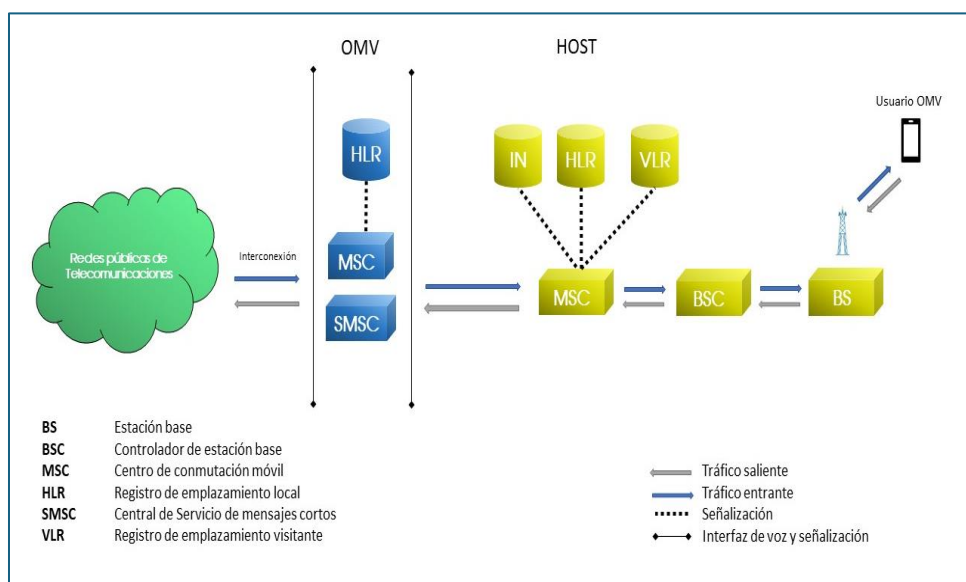 OMV
HOST
Usuario OMV
HLR
IN
HLR
VLR
Redes públicas de
Telecomunicaciones
Interconexión
MSC
SMSC
MSC
BSC
BS
BS Estación base
BSC Controlador de estación base
MSC Centro de conmutación móvil
HLR Registro de emplazamiento local
SMSC Central de Servicio de mensajes cortos
VLR Registro de emplazamiento visitante
Tráfico saliente
Tráfico entrante
Señalización
Interfaz de voz y señalización